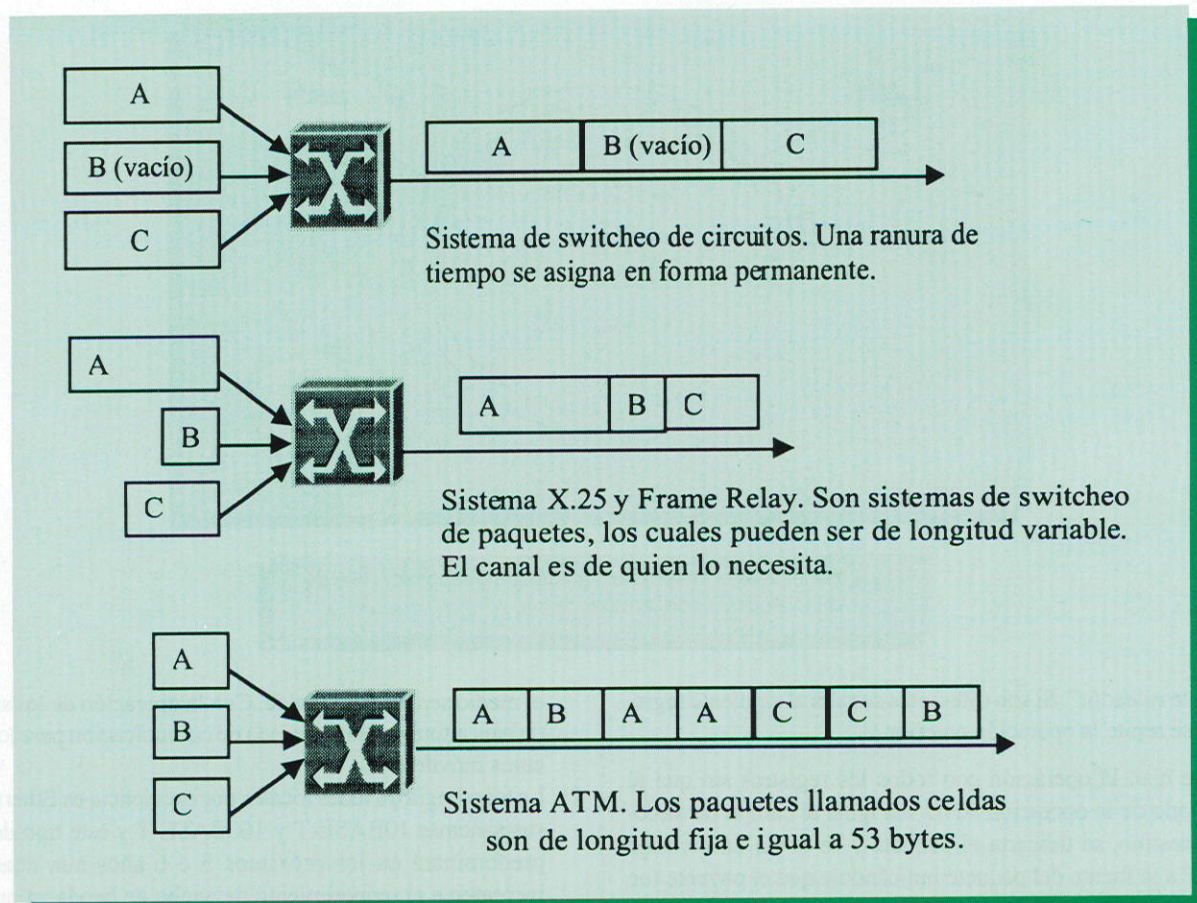 A
B (vacío)
C
A B (vacío) C
Sistema de switcheo de circuitos. Una ranura de
tiempo se asigna en forma permanente.
A
B
C
A B C
Sistema X.25 y Frame Relay. Son sistemas de switcheo
de paquetes, los cuales pueden ser de longitud variable.
El canal es de quien lo necesita.
A
B
C
A B A A C C B
Sistema ATM. Los paquetes llamados celdas
son de longitud fija e igual a 53 bytes.